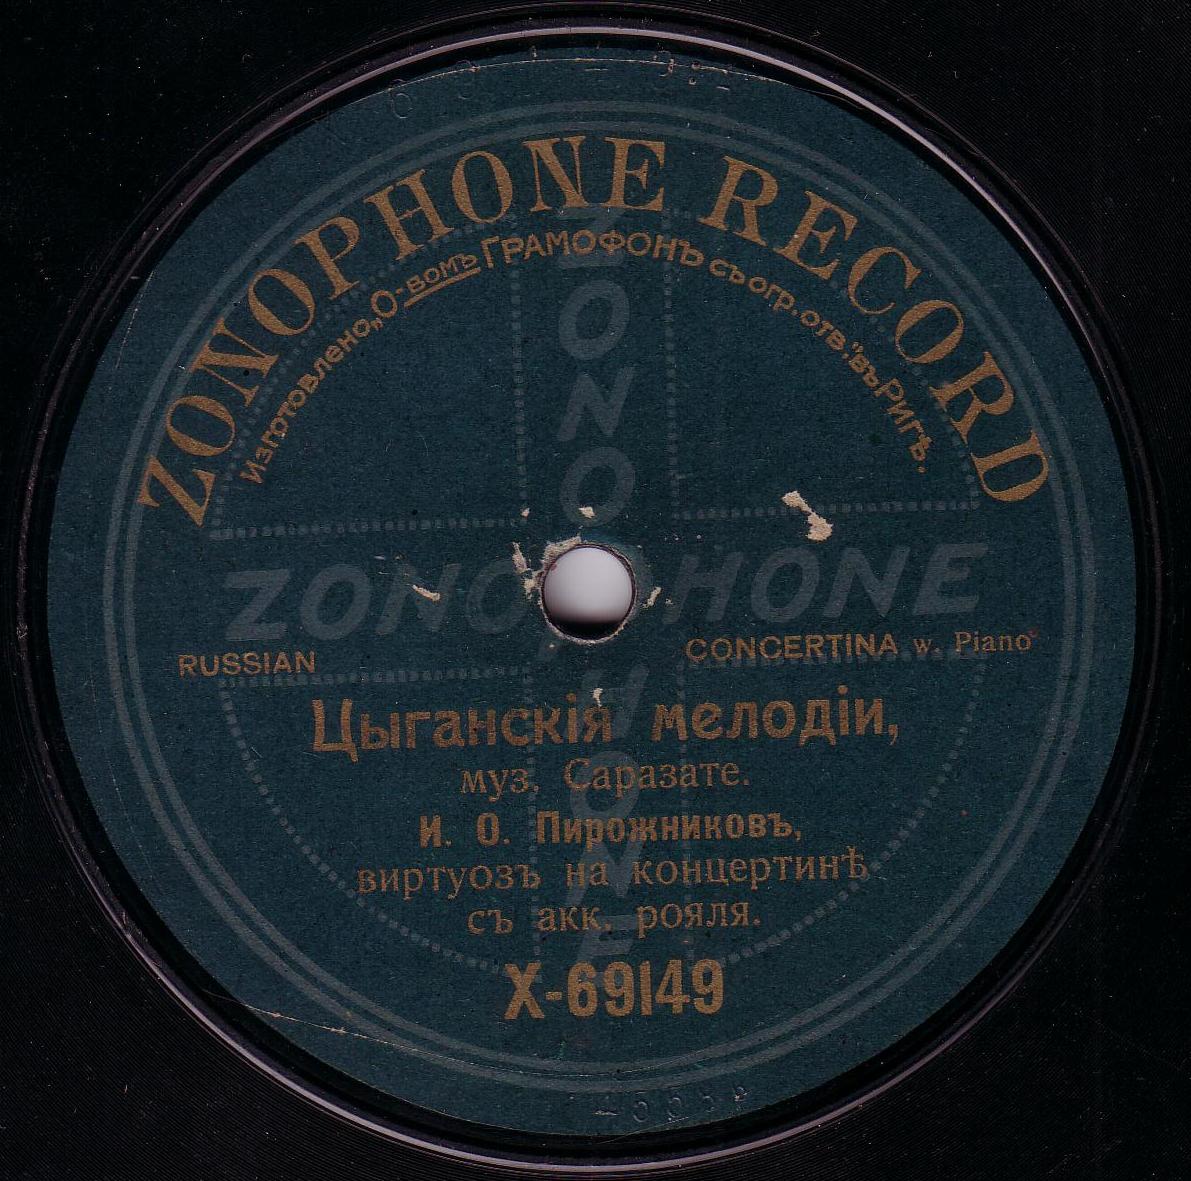 ZONOPHONE RECORD
Изготовлено „О-вомъ ГРАМОФОНЪ съ огр. отв.“ въ Ригѣ.
ZONOPHONE
ZONOPHONE
RUSSIAN
CONCERTINA w. Piano
Цыганскія мелодіи,
муз. Саразате.
И. О. Пирожниковъ,
виртуозъ на концертинѣ
съ акк. рояля.
X-69149